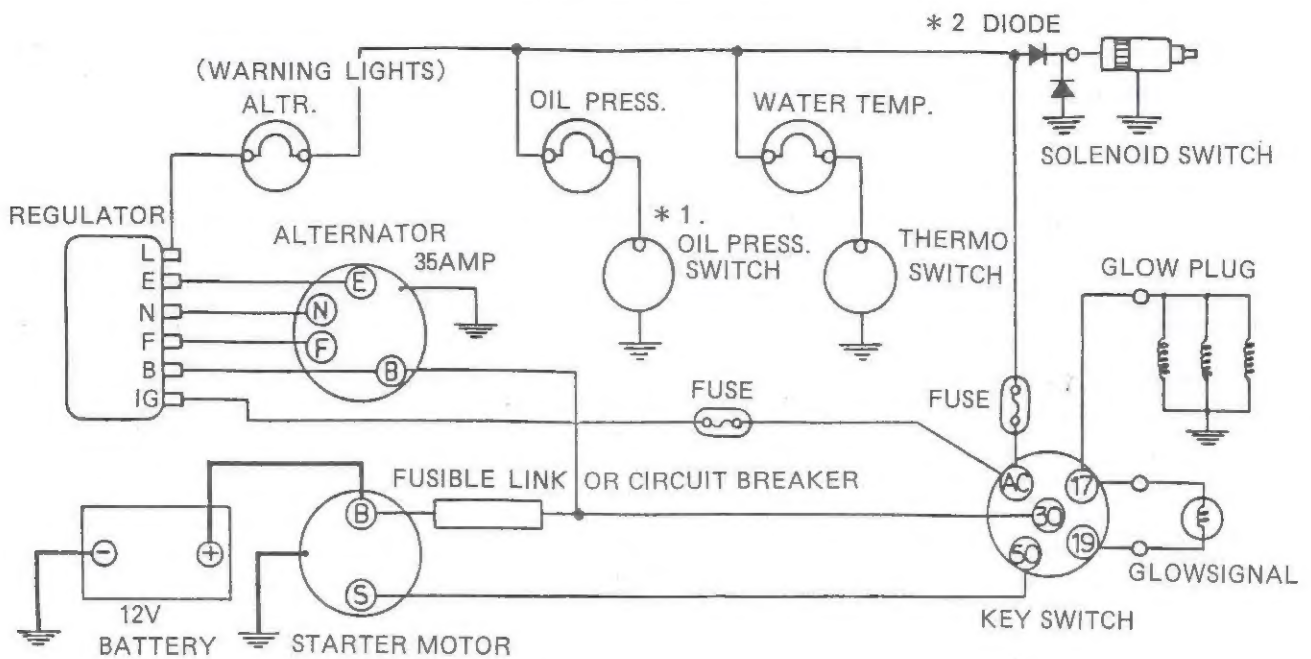 * 2 DIODE
(WARNING LIGHTS)
ALTR.
OIL PRESS.
WATER TEMP.
SOLENOID SWITCH
REGULATOR
L
E
N
F
B
IG
ALTERNATOR
35AMP
E
N
F
B
* 1.
OIL PRESS.
SWITCH
THERMO
SWITCH
GLOW PLUG
FUSE
FUSE
FUSIBLE LINK OR CIRCUIT BREAKER
AC
17
30
19
50
B
S
-
+
12V
BATTERY
STARTER MOTOR
KEY SWITCH
GLOWSIGNAL